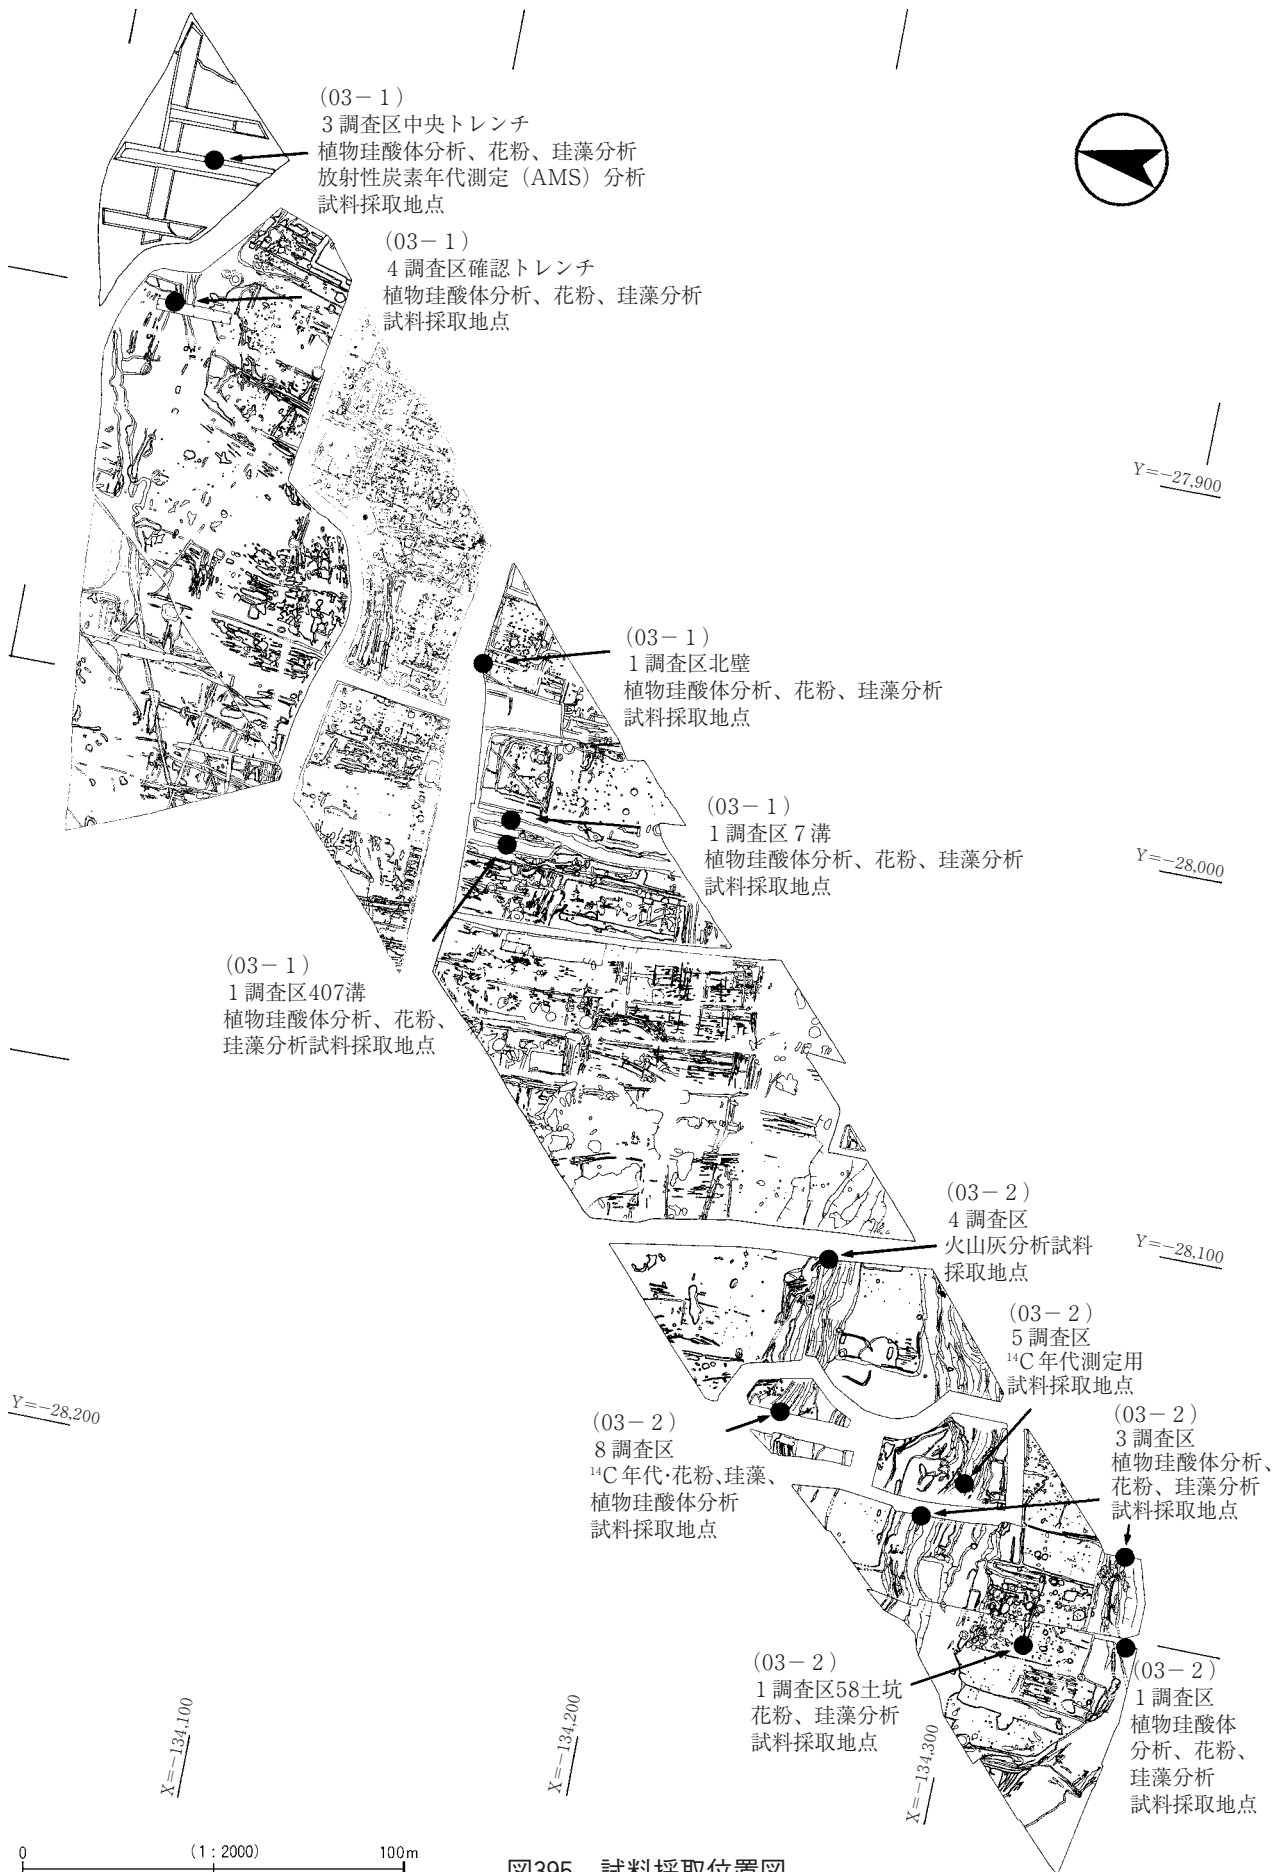 (03-1)
3調査区中央トレンチ
植物珪酸体分析、花粉、珪藻分析
放射性炭素年代測定（AMS）分析
試料採取地点
(03-1)
4調査区確認トレンチ
植物珪酸体分析、花粉、珪藻分析
試料採取地点
Y=-27,900
(03-1)
1調査区北壁
植物珪酸体分析、花粉、珪藻分析
試料採取地点
(03-1)
1調査区7溝
植物珪酸体分析、花粉、珪藻分析
試料採取地点
Y=-28,000
(03-1)
1調査区407溝
植物珪酸体分析、花粉、
珪藻分析試料採取地点
(03-2)
4調査区
火山灰分析試料
採取地点
Y=-28,100
(03-2)
5調査区
¹⁴C年代測定用
試料採取地点
Y=-28,200
(03-2)
8調査区
¹⁴C年代・花粉、珪藻、
植物珪酸体分析
試料採取地点
(03-2)
3調査区
植物珪酸体分析、
花粉、珪藻分析
試料採取地点
(03-2)
1調査区58土坑
花粉、珪藻分析
試料採取地点
(03-2)
1調査区
植物珪酸体
分析、花粉、
珪藻分析
試料採取地点
X=-134,100
X=-134,200
X=-134,300
0 (1:2000) 100m
図395 試料採取位置図